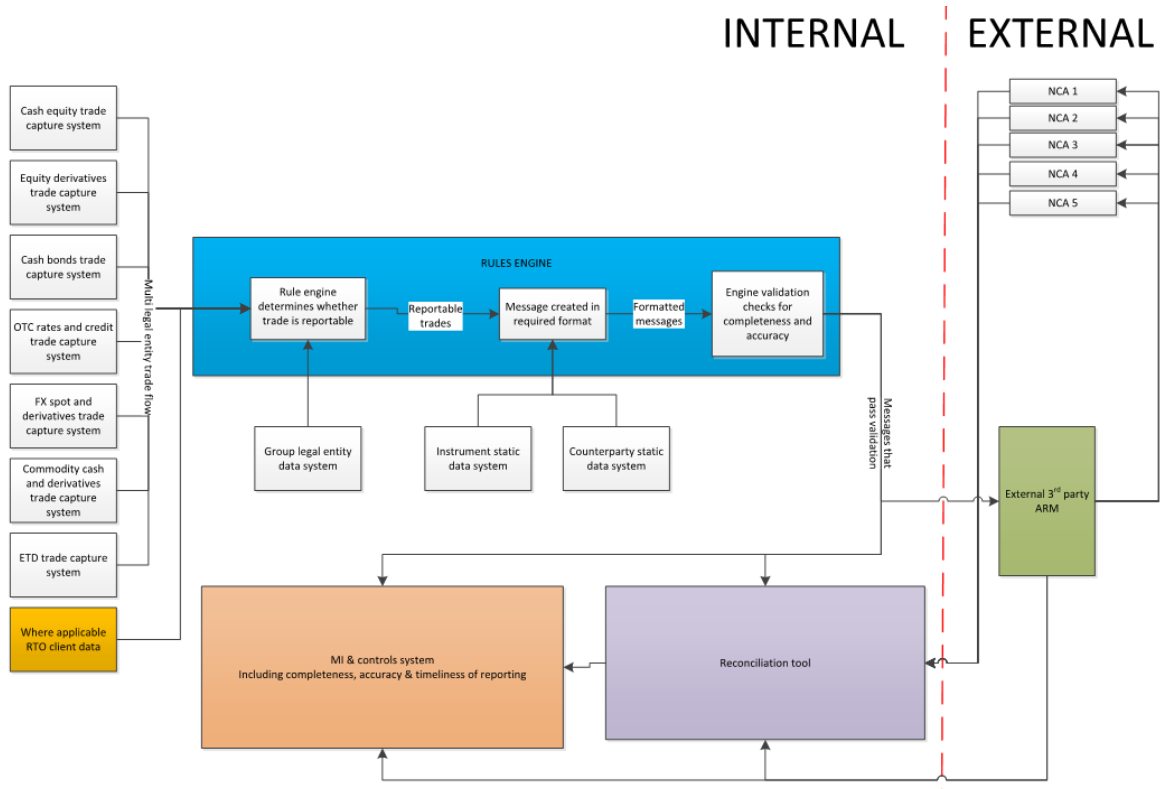 INTERNAL
EXTERNAL
Cash equity trade
capture system
Equity derivatives
trade capture
system
Cash bonds trade
capture system
OTC rates and credit
trade capture
system
FX spot and
derivatives trade
capture system
Commodity cash
and derivatives
trade capture
system
ETD trade capture
system
Where applicable
RTO client data
Multi legal entity trade flow
RULES ENGINE
Rule engine
determines whether
trade is reportable
Reportable
trades
Message created in
required format
Formatted
messages
Engine validation
checks for
completeness and
accuracy
Group legal entity
data system
Instrument static
data system
Counterparty static
data system
Messages that
pass validation
NCA 1
NCA 2
NCA 3
NCA 4
NCA 5
External 3rd party
ARM
MI & controls system
Including completeness, accuracy & timeliness of reporting
Reconciliation tool